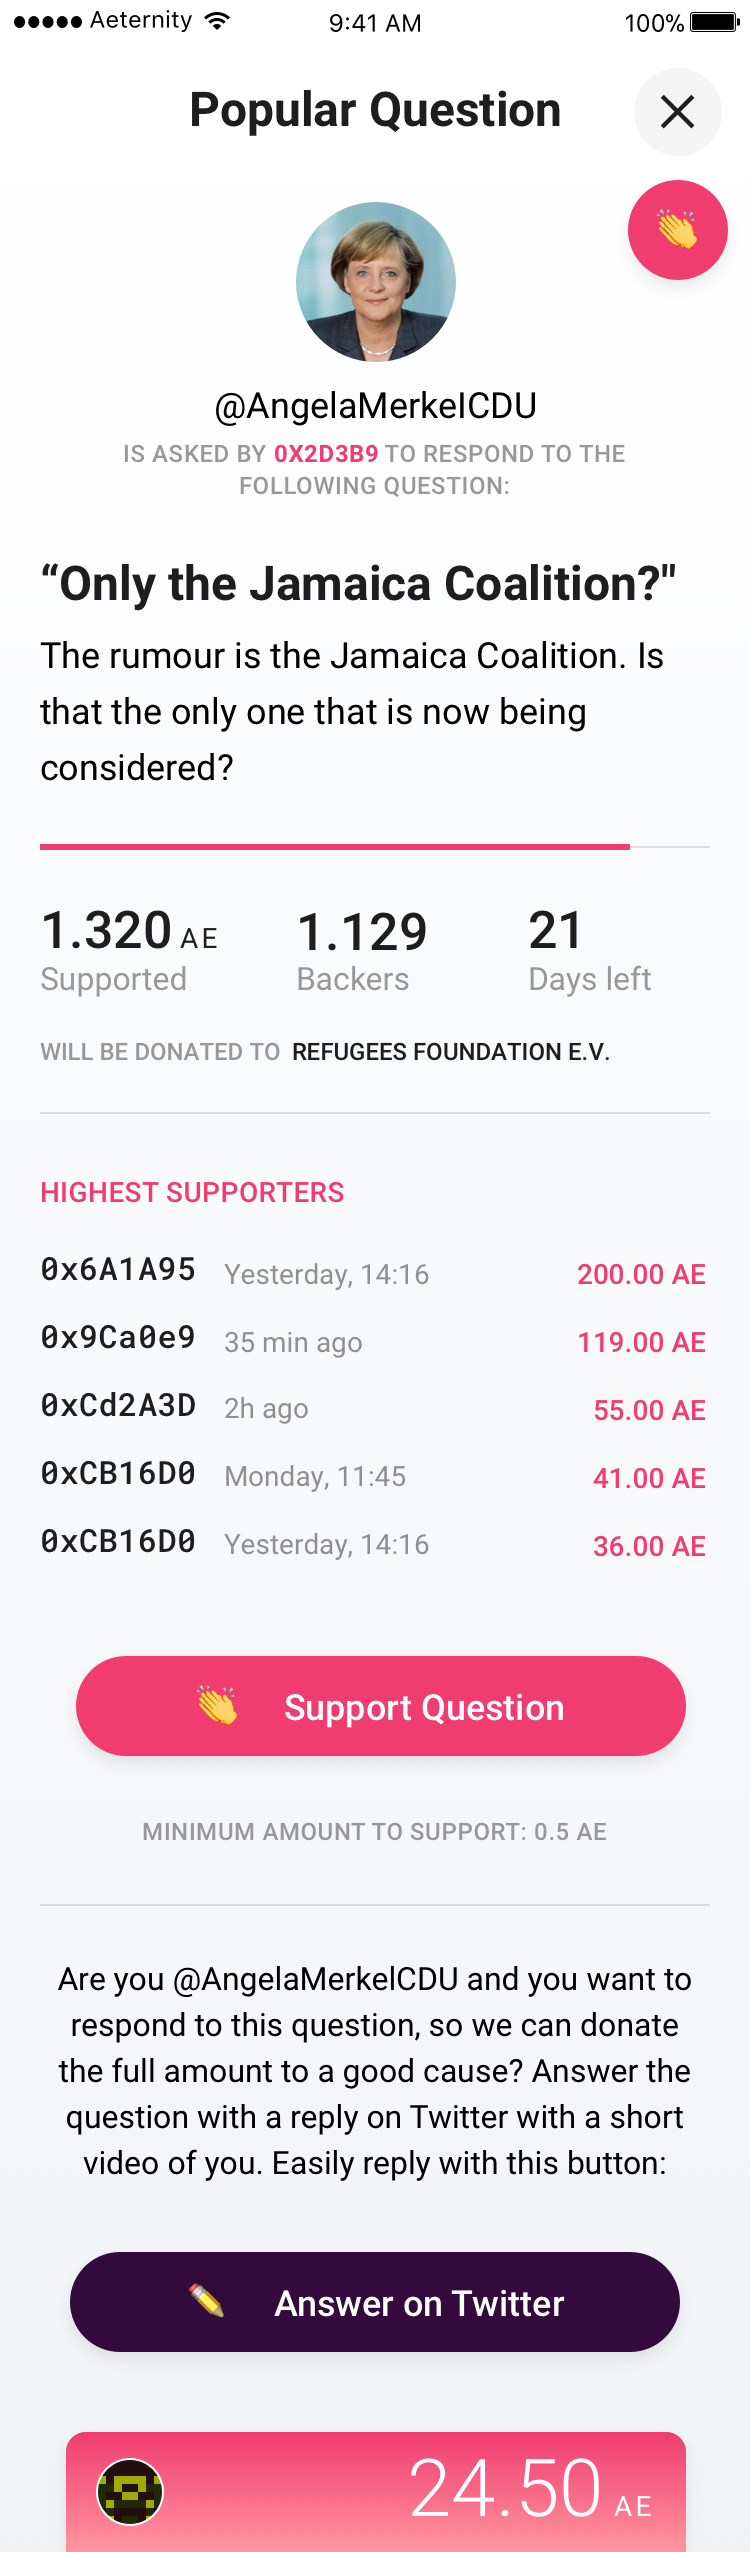 Aeternity 9:41 AM 100%
Popular Question
@AngelaMerkelCDU
IS ASKED BY 0X2D3B9 TO RESPOND TO THE
FOLLOWING QUESTION:
“Only the Jamaica Coalition?"
The rumour is the Jamaica Coalition. Is
that the only one that is now being
considered?
1.320 AE 1.129 21
Supported Backers Days left
WILL BE DONATED TO REFUGEES FOUNDATION E.V.
HIGHEST SUPPORTERS
0x6A1A95 Yesterday, 14:16 200.00 AE
0x9Ca0e9 35 min ago 119.00 AE
0xCd2A3D 2h ago 55.00 AE
0xCB16D0 Monday, 11:45 41.00 AE
0xCB16D0 Yesterday, 14:16 36.00 AE
Support Question
MINIMUM AMOUNT TO SUPPORT: 0.5 AE
Are you @AngelaMerkelCDU and you want to
respond to this question, so we can donate
the full amount to a good cause? Answer the
question with a reply on Twitter with a short
video of you. Easily reply with this button:
Answer on Twitter
24.50 AE